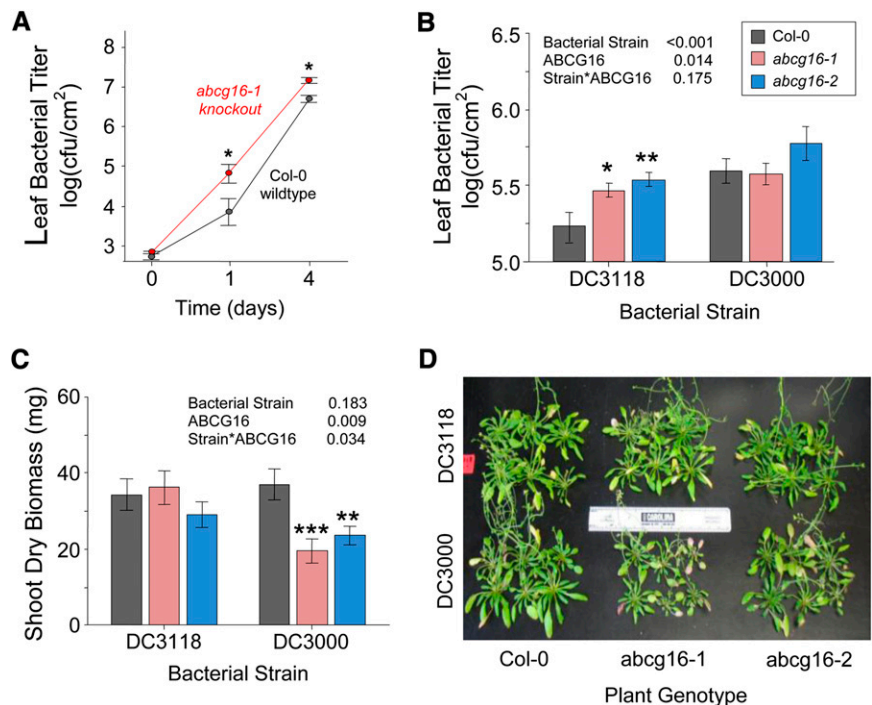 A
Leaf Bacterial Titer
log(cfu/cm²)
7
6
5
4
3
*
*
abcg16-1
knockout
Col-0
wildtype
0 1 4
Time (days)
B
Leaf Bacterial Titer
log(cfu/cm²)
6.5
6.0
5.5
5.0
Bacterial Strain <0.001
ABCG16 0.014
Strain*ABCG16 0.175
Col-0
abcg16-1
abcg16-2
* **
DC3118 DC3000
Bacterial Strain
C
Shoot Dry Biomass (mg)
60
40
20
0
Bacterial Strain 0.183
ABCG16 0.009
Strain*ABCG16 0.034
*** **
DC3118 DC3000
Bacterial Strain
D
DC3118
DC3000
CAROLINA
Col-0 abcg16-1 abcg16-2
Plant Genotype